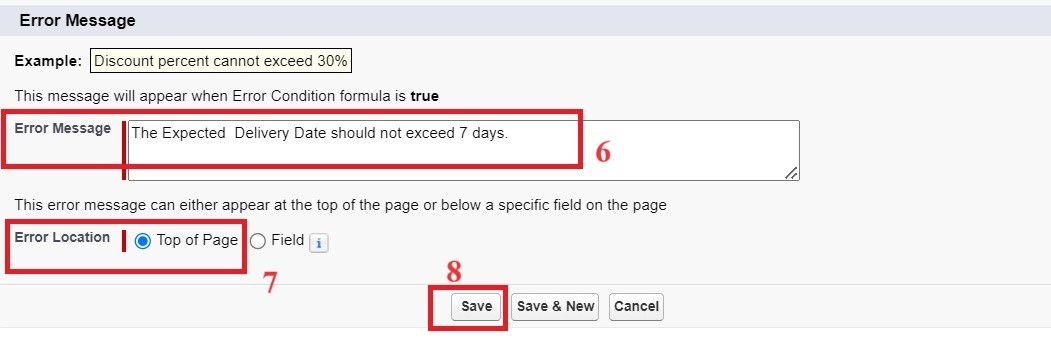 Error Message
Example: Discount percent cannot exceed 30%
This message will appear when Error Condition formula is true
Error Message The Expected  Delivery Date should not exceed 7 days.
6
This error message can either appear at the top of the page or below a specific field on the page
Error Location Top of Page Field i
7
8
Save Save & New Cancel